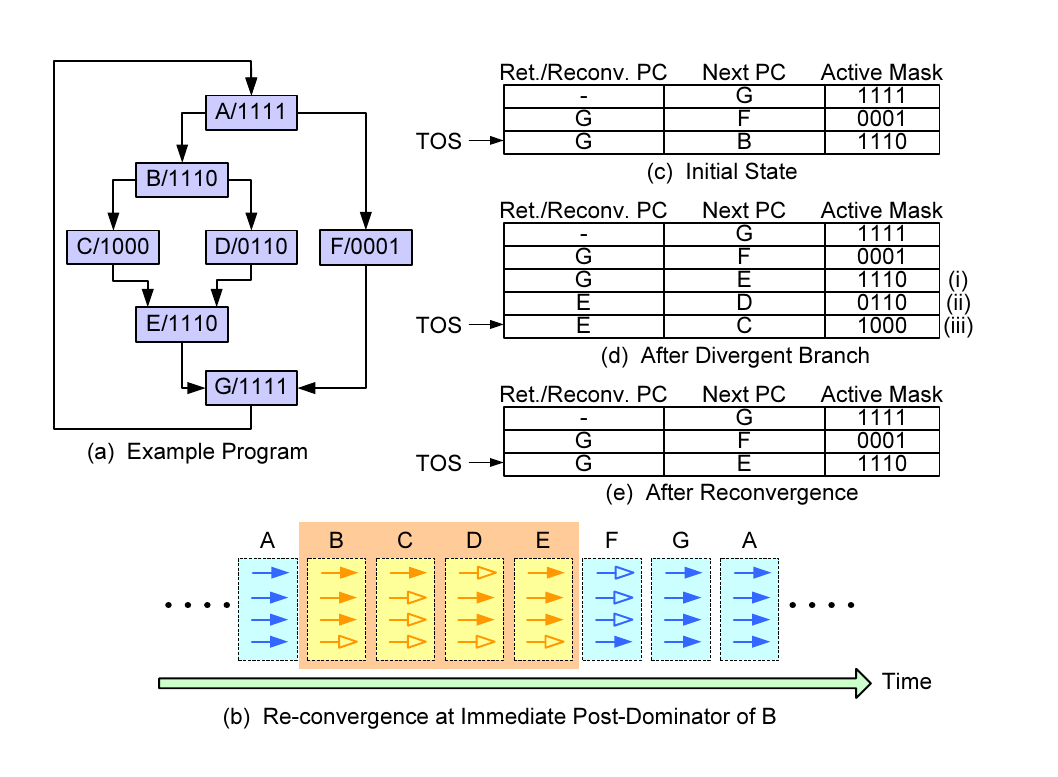 Ret./Reconv. PC Next PC Active Mask
- G 1111
G F 0001
TOS G B 1110
(c) Initial State
A/1111
B/1110
C/1000 D/0110 F/0001
E/1110
G/1111
(a) Example Program
Ret./Reconv. PC Next PC Active Mask
- G 1111
G F 0001
G E 1110 (i)
E D 0110 (ii)
TOS E C 1000 (iii)
(d) After Divergent Branch
Ret./Reconv. PC Next PC Active Mask
- G 1111
G F 0001
TOS G E 1110
(e) After Reconvergence
A B C D E F G A
Time
(b) Re-convergence at Immediate Post-Dominator of B